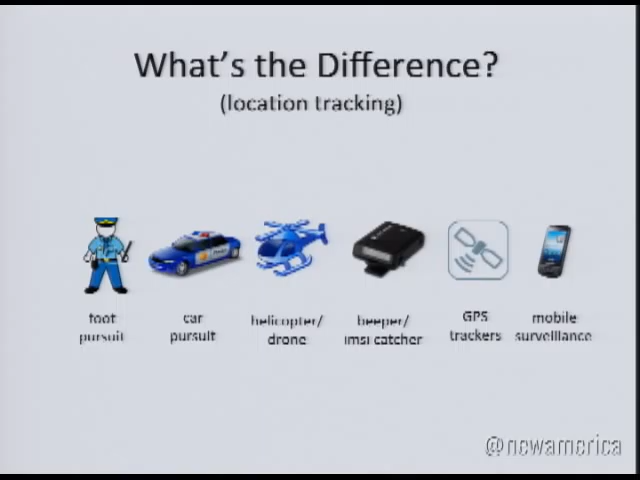 What's the Difference?
(location tracking)
foot pursuit
car pursuit
helicopter/ drone
beeper/ imsi catcher
GPS trackers
mobile surveillance
@newamerica